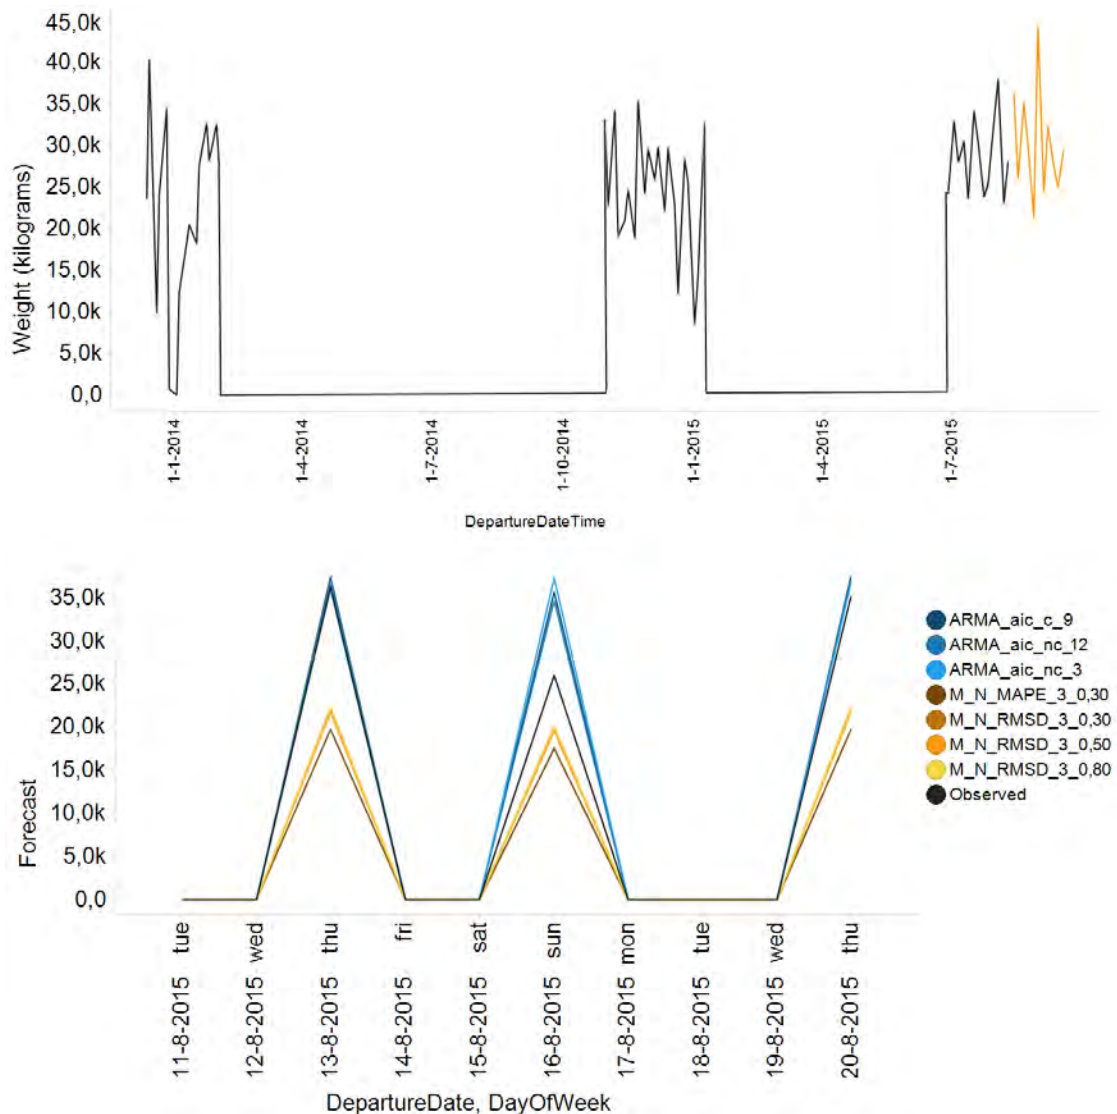 45,0k
40,0k
35,0k
30,0k
25,0k
20,0k
15,0k
10,0k
5,0k
0,0
Weight (kilograms)
1-1-2014
1-4-2014
1-7-2014
1-10-2014
1-1-2015
1-4-2015
1-7-2015
DepartureDateTime
35,0k
30,0k
25,0k
20,0k
15,0k
10,0k
5,0k
0,0
Forecast
ARMA_aic_c_9
ARMA_aic_nc_12
ARMA_aic_nc_3
M_N_MAPE_3_0,30
M_N_RMSD_3_0,30
M_N_RMSD_3_0,50
M_N_RMSD_3_0,80
Observed
11-8-2015 tue
12-8-2015 wed
13-8-2015 thu
14-8-2015 fri
15-8-2015 sat
16-8-2015 sun
17-8-2015 mon
18-8-2015 tue
19-8-2015 wed
20-8-2015 thu
DepartureDate, DayOfWeek